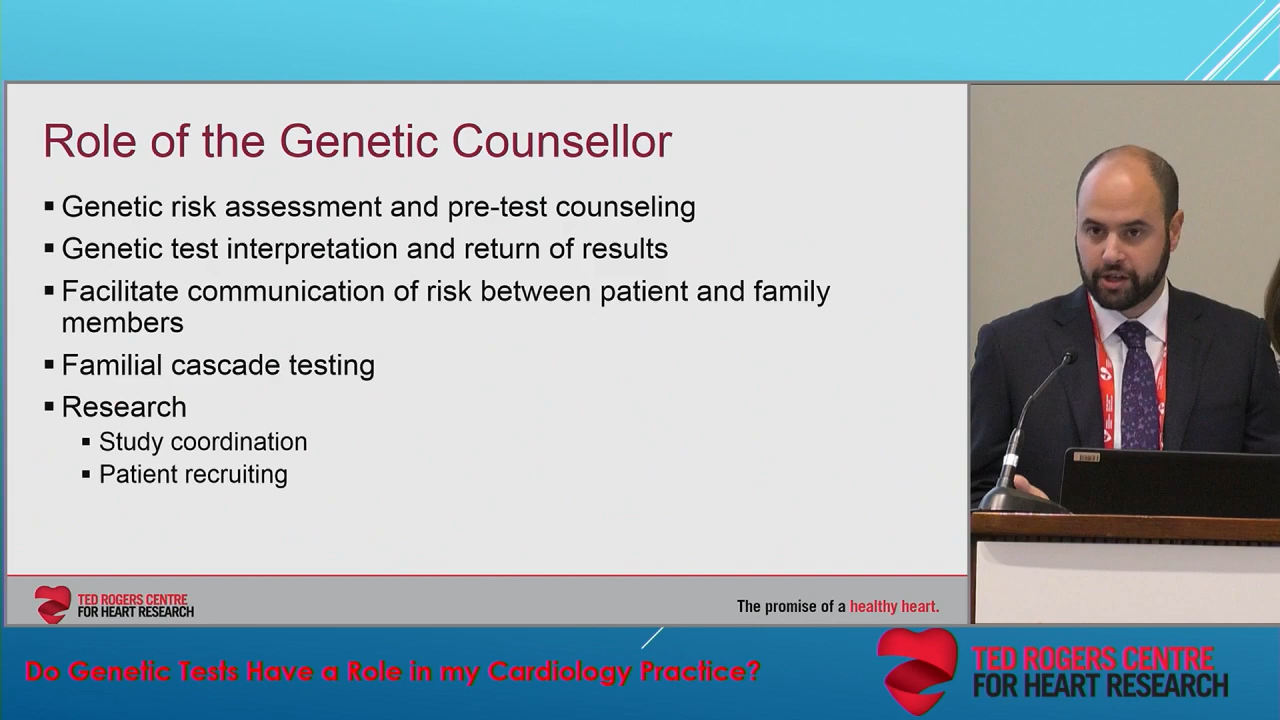 Role of the Genetic Counsellor
▪ Genetic risk assessment and pre-test counseling
▪ Genetic test interpretation and return of results
▪ Facilitate communication of risk between patient and family
members
▪ Familial cascade testing
▪ Research
▪ Study coordination
▪ Patient recruiting
TED ROGERS CENTRE
FOR HEART RESEARCH
The promise of a healthy heart.
Do Genetic Tests Have a Role in my Cardiology Practice?
TED ROGERS CENTRE
FOR HEART RESEARCH